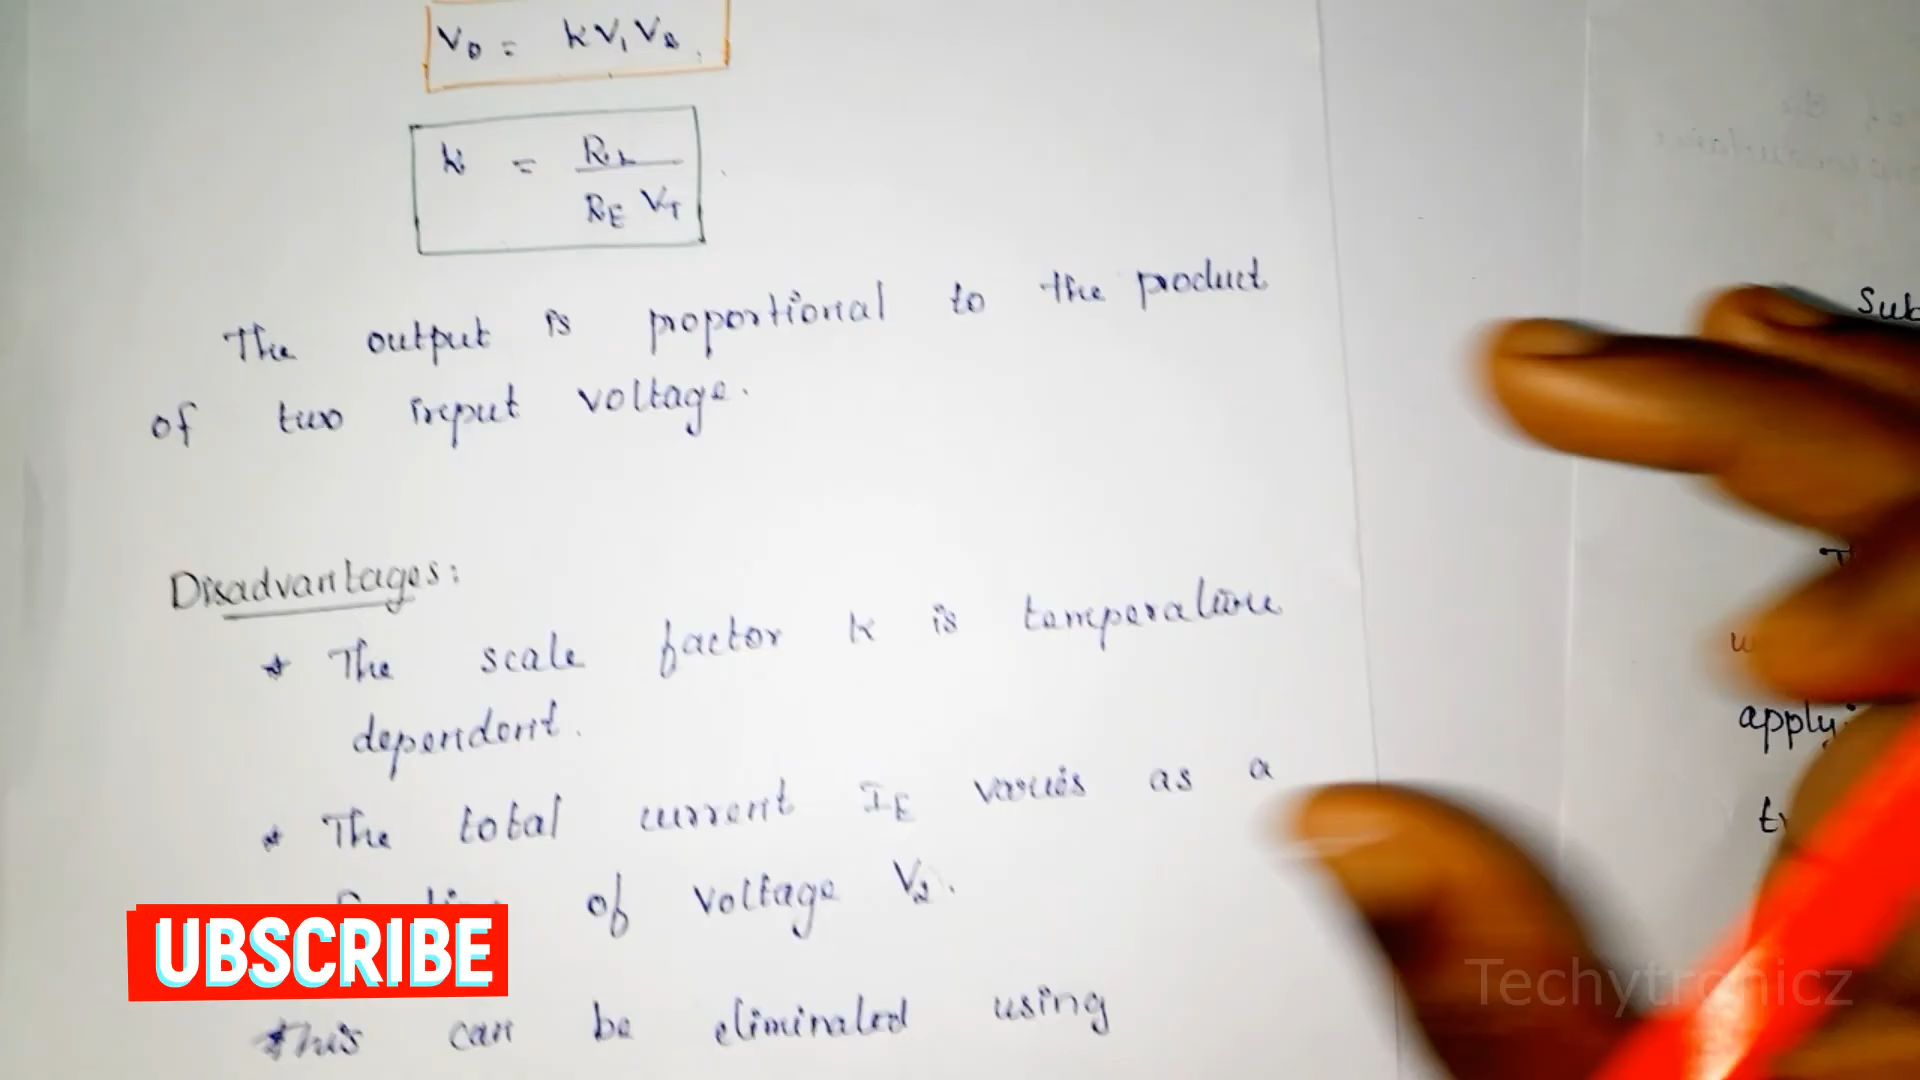 V0 = kV1V2
k = RL
RE VT
The output is proportional to the product
of two input voltage.
Disadvantages:
* The scale factor k is temperature
dependent.
* The total current IE varies as a
of voltage V2.
UBSCRIBE
this can be eliminated using
Sub
apply
Techytronicz